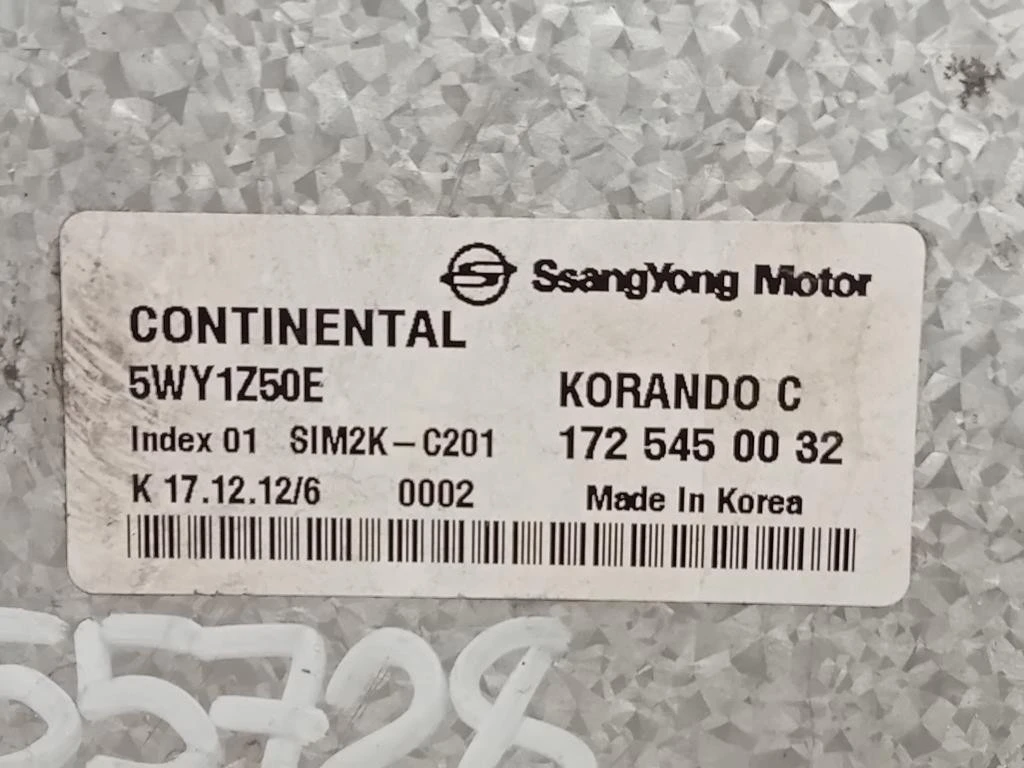 SsangYong Motor
CONTINENTAL
5WY1Z50E KORANDO C
Index 01 SIM2K-C201 172 545 00 32
K 17.12.12/6 0002 Made In Korea
55728